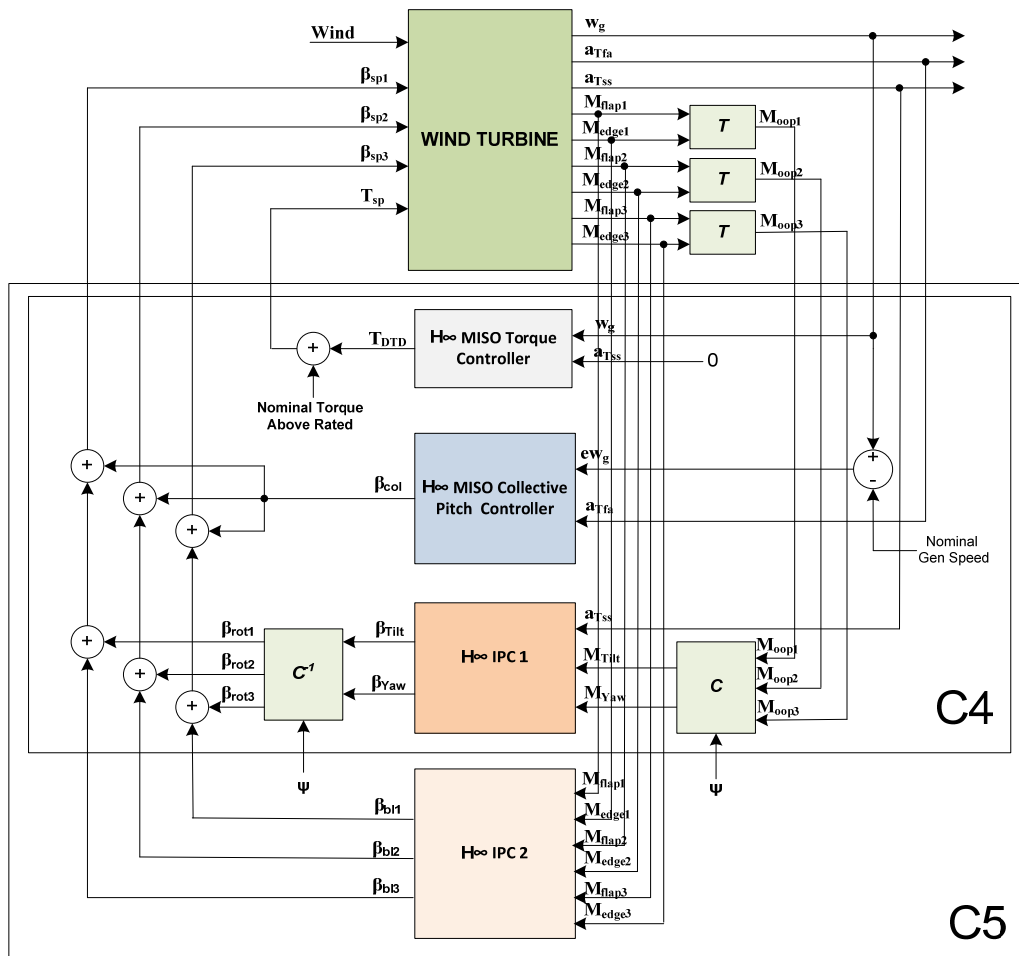 Wind
βsp1
βsp2
βsp3
Tsp
WIND TURBINE
wg
aTfa
aTss
Mflap1
Medge1
Mflap2
Medge2
Mflap3
Medge3
T
T
T
Moop1
Moop2
Moop3
TDTD
+
Nominal Torque
Above Rated
H∞ MISO Torque
Controller
wg
aTss
0
+
+
+
βcol
H∞ MISO Collective
Pitch Controller
ewg
aTfa
+
-
Nominal
Gen Speed
+
+
+
βrot1
βrot2
βrot3
C-1
Ψ
βTilt
βYaw
H∞ IPC 1
aTss
MTilt
MYaw
C
Ψ
Moop1
Moop2
Moop3
C4
βbl1
βbl2
βbl3
H∞ IPC 2
Mflap1
Medge1
Mflap2
Medge2
Mflap3
Medge3
C5